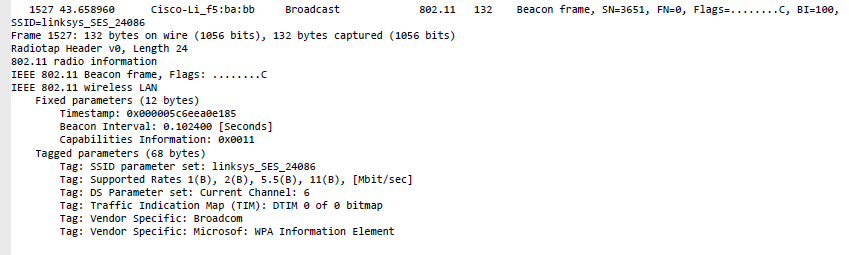 1527 43.658960 Cisco-Li_f5:ba:bb Broadcast 802.11 132 Beacon frame, SN=3651, FN=0, Flags=........C, BI=100,
SSID=linksys_SES_24086
Frame 1527: 132 bytes on wire (1056 bits), 132 bytes captured (1056 bits)
Radiotap Header v0, Length 24
802.11 radio information
IEEE 802.11 Beacon frame, Flags: ........C
IEEE 802.11 wireless LAN
Fixed parameters (12 bytes)
Timestamp: 0x000005c6eea0e185
Beacon Interval: 0.102400 [Seconds]
Capabilities Information: 0x0011
Tagged parameters (68 bytes)
Tag: SSID parameter set: linksys_SES_24086
Tag: Supported Rates 1(B), 2(B), 5.5(B), 11(B), [Mbit/sec]
Tag: DS Parameter set: Current Channel: 6
Tag: Traffic Indication Map (TIM): DTIM 0 of 0 bitmap
Tag: Vendor Specific: Broadcom
Tag: Vendor Specific: Microsof: WPA Information Element